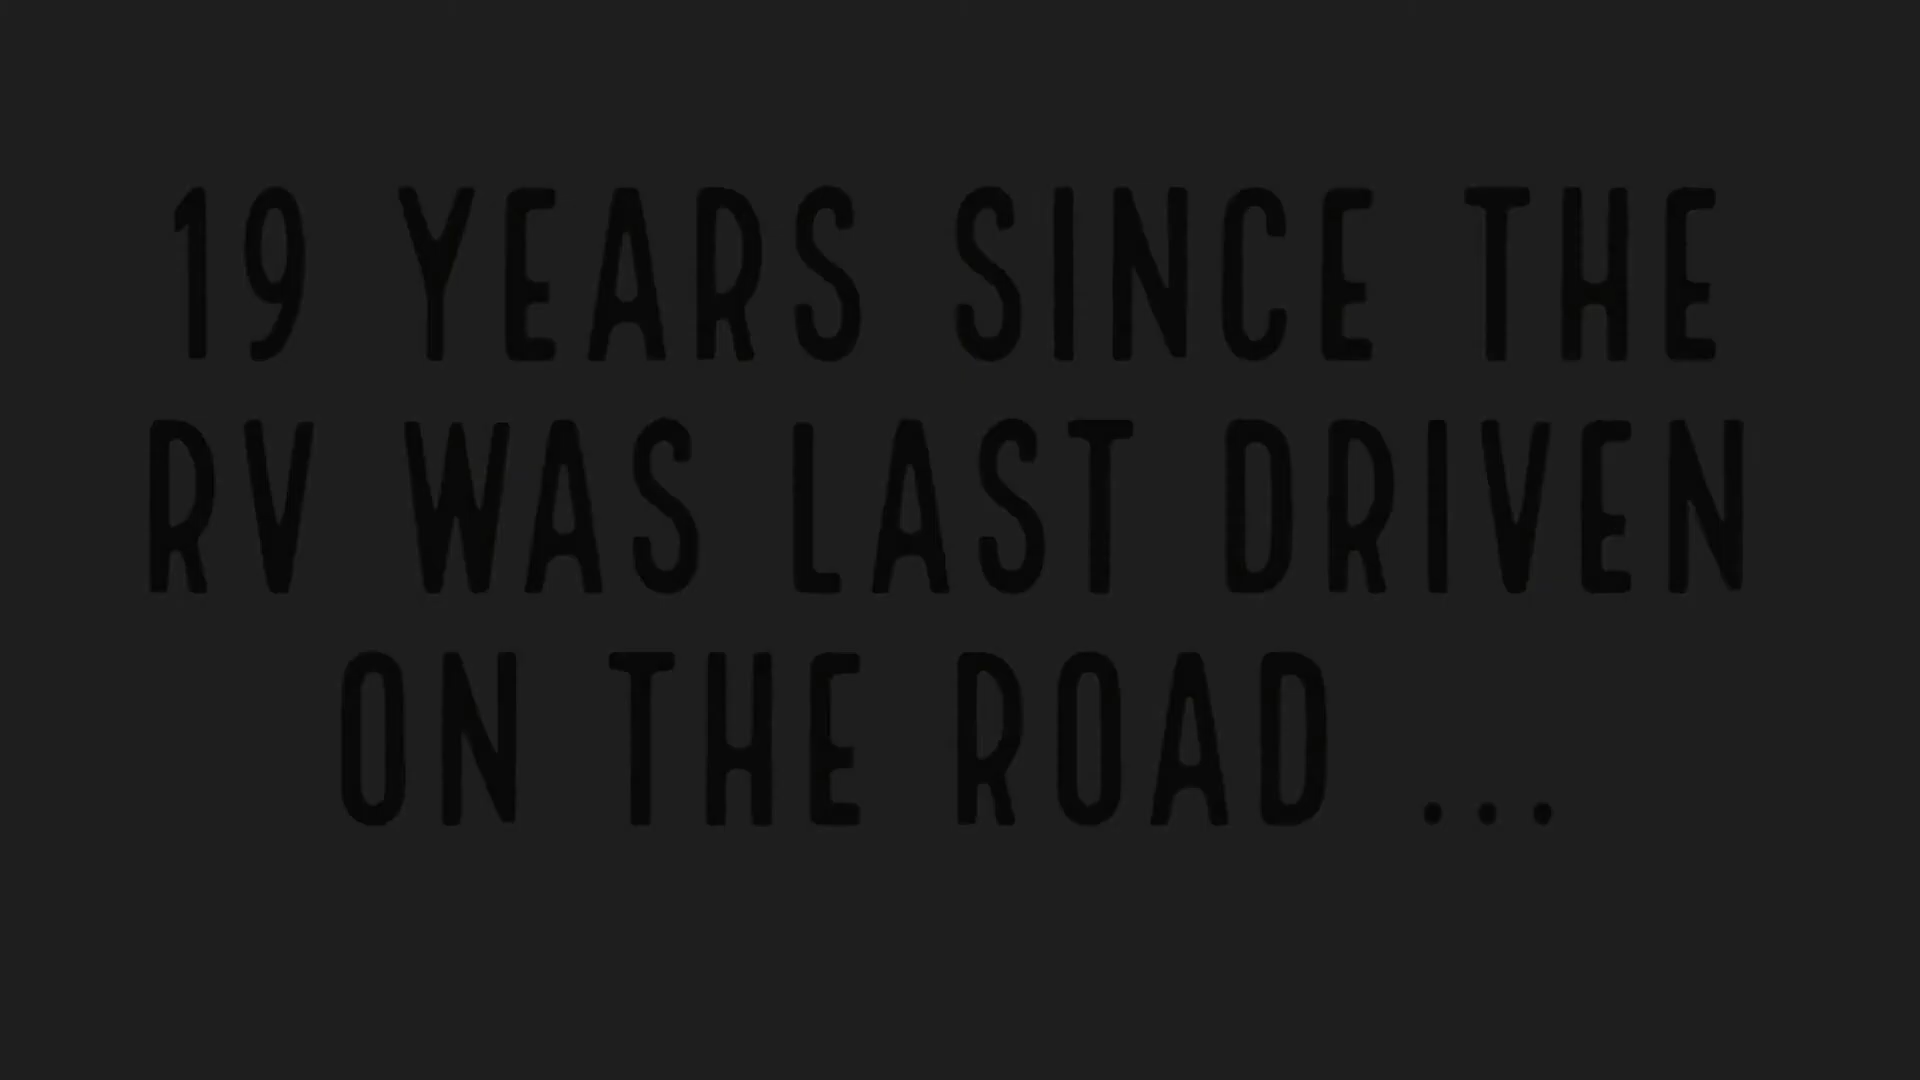 19 YEARS SINCE THE
RV WAS LAST DRIVEN
ON THE ROAD ...